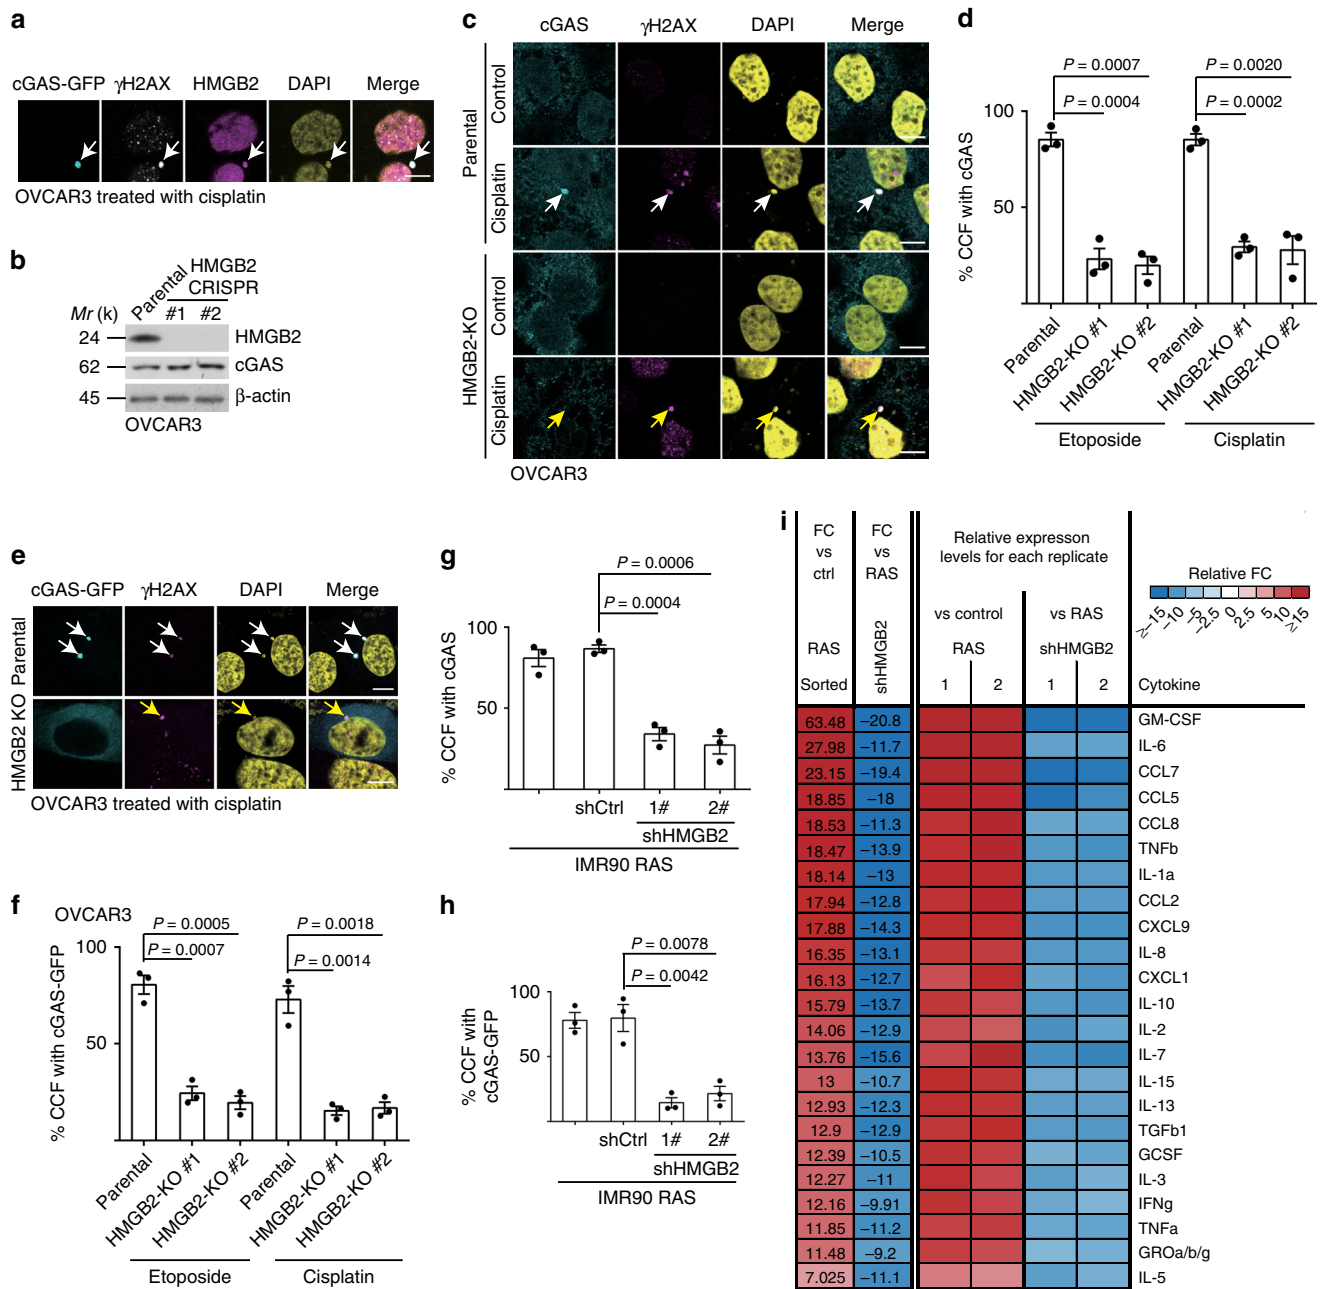 a
cGAS-GFP γH2AX HMGB2 DAPI Merge
OVCAR3 treated with cisplatin
b
Parental
HMGB2
CRISPR
Mr (k) #1 #2
24 HMGB2
62 cGAS
45 β-actin
OVCAR3
c
cGAS γH2AX DAPI Merge
Parental
Control
Cisplatin
HMGB2-KO
Control
Cisplatin
OVCAR3
d
P = 0.0007 P = 0.0020
P = 0.0004 P = 0.0002
% CCF with cGAS
100
50
Parental HMGB2-KO #1 HMGB2-KO #2 Parental HMGB2-KO #1 HMGB2-KO #2
Etoposide Cisplatin
e
cGAS-GFP γH2AX DAPI Merge
Parental
HMGB2 KO
OVCAR3 treated with cisplatin
f
OVCAR3
P = 0.0005 P = 0.0018
P = 0.0007 P = 0.0014
% CCF with cGAS-GFP
100
50
Parental HMGB2-KO #1 HMGB2-KO #2 Parental HMGB2-KO #1 HMGB2-KO #2
Etoposide Cisplatin
g
P = 0.0006
P = 0.0004
% CCF with cGAS
100
50
shCtrl 1# 2#
shHMGB2
IMR90 RAS
h
P = 0.0078
P = 0.0042
% CCF with
cGAS-GFP
100
50
shCtrl 1# 2#
shHMGB2
IMR90 RAS
i
FC vs ctrl
FC vs RAS
Relative expresson
levels for each replicate
vs control vs RAS
RAS shHMGB2 RAS shHMGB2
Sorted 1 2 1 2 Cytokine
Relative FC
≥–15 –10 –5 –2.5 0 2.5 5 10 ≥15
63.48 –20.8 GM-CSF
27.98 –11.7 IL-6
23.15 –19.4 CCL7
18.85 –18 CCL5
18.53 –11.3 CCL8
18.47 –13.9 TNFb
18.14 –13 IL-1a
17.94 –12.8 CCL2
17.88 –14.3 CXCL9
16.35 –13.1 IL-8
16.13 –12.7 CXCL1
15.79 –13.7 IL-10
14.06 –12.9 IL-2
13.76 –15.6 IL-7
13 –10.7 IL-15
12.93 –12.3 IL-13
12.9 –12.9 TGFb1
12.39 –10.5 GCSF
12.27 –11 IL-3
12.16 –9.91 IFNg
11.85 –11.2 TNFa
11.48 –9.2 GROa/b/g
7.025 –11.1 IL-5